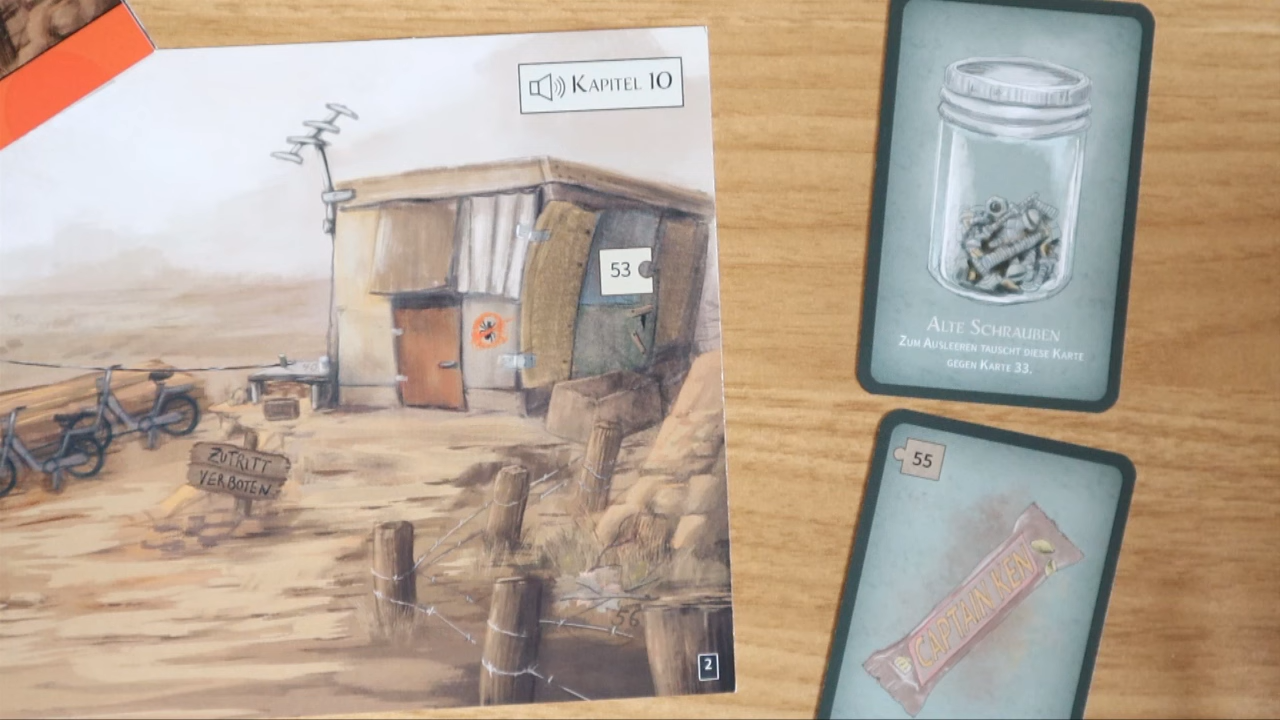 KAPITEL 10
53
ZUTRITT
VERBOTEN
56
2
ALTE SCHRAUBEN
ZUM AUSLEEREN TAUSCHT DIESE KARTE
GEGEN KARTE 33.
55
CAPTAIN KEN